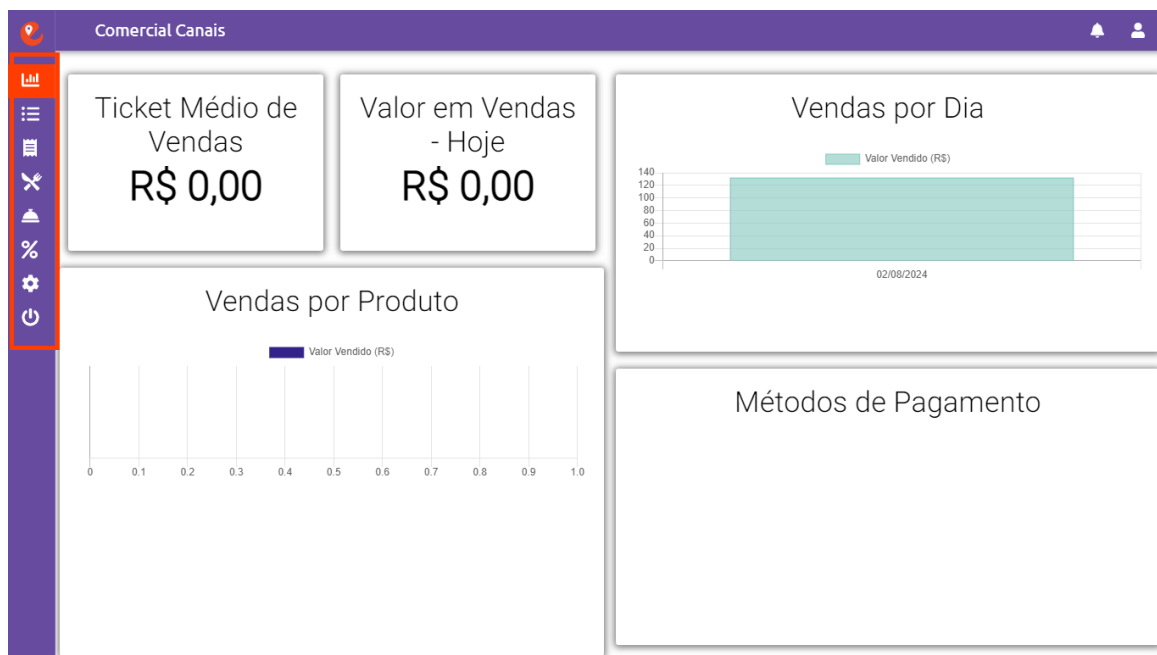 Comercial Canais
Ticket Médio de
Vendas
R$ 0,00
Valor em Vendas
- Hoje
R$ 0,00
Vendas por Dia
Valor Vendido (R$)
140
120
100
80
60
40
20
0
02/08/2024
Vendas por Produto
Valor Vendido (R$)
0 0.1 0.2 0.3 0.4 0.5 0.6 0.7 0.8 0.9 1.0
Métodos de Pagamento